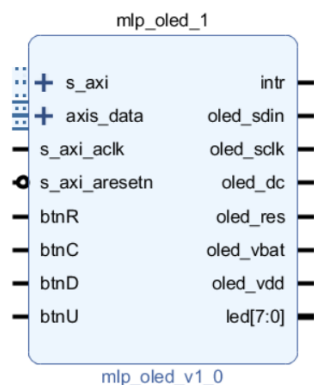 mlp_oled_1
s_axi intr
axis_data oled_sdin
s_axi_aclk oled_sclk
s_axi_aresetn oled_dc
btnR oled_res
btnC oled_vbat
btnD oled_vdd
btnU led[7:0]
mlp_oled_v1_0